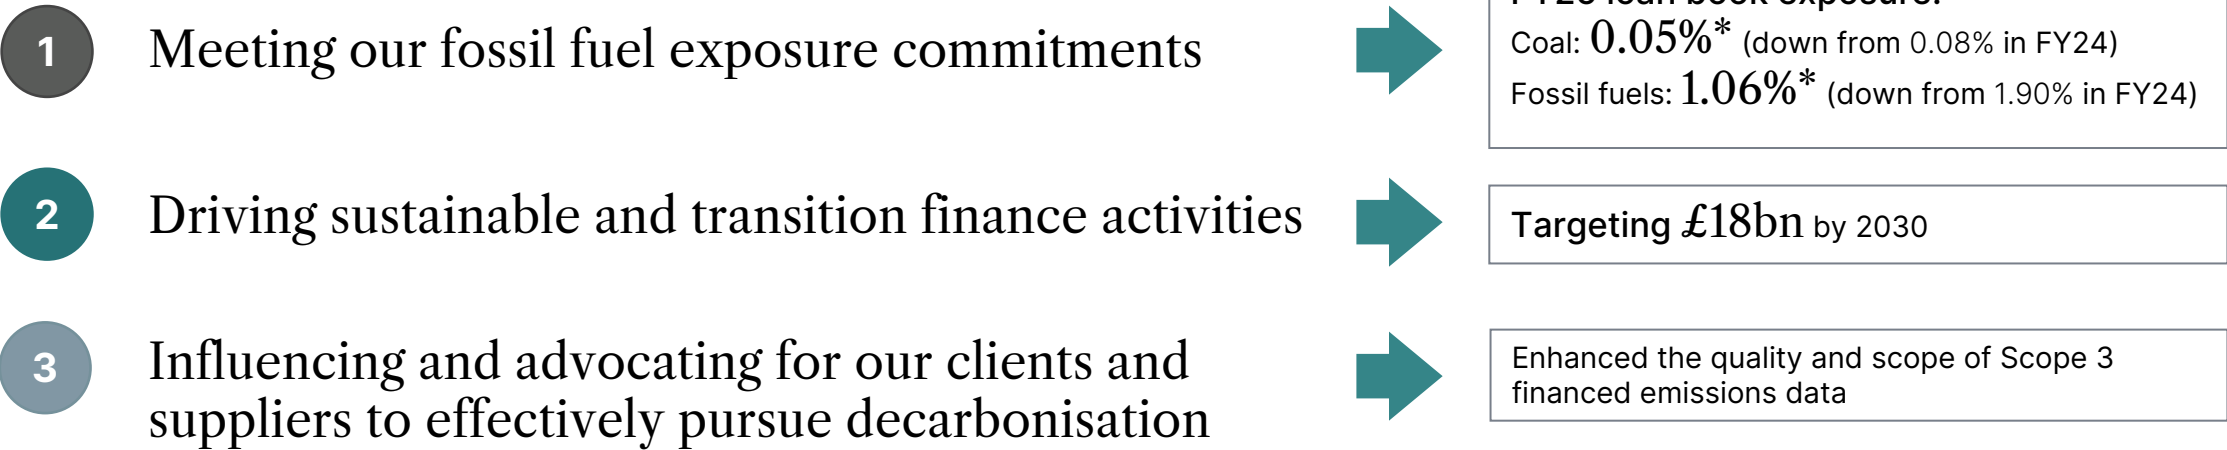 1
Meeting our fossil fuel exposure commitments
loan book exposure:
Coal: 0.05%* (down from 0.08% in FY24)
Fossil fuels: 1.06%* (down from 1.90% in FY24)
2
Driving sustainable and transition finance activities
Targeting £18bn by 2030
3
Influencing and advocating for our clients and
suppliers to effectively pursue decarbonisation
Enhanced the quality and scope of Scope 3
financed emissions data